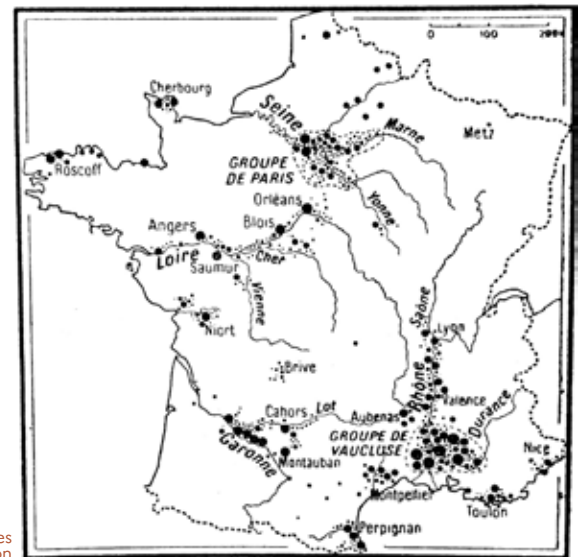 0 100 200
Cherbourg
Seine
Marne
Metz
Roscoff
GROUPE
DE PARIS
Yonne
Orléans
Angers
Blois
Loire
Saumur
Cher
Vienne
Saône
Niort
Lyon
Brive
Rhône
Valence
Cahors
Lot
Aubenas
Durance
Garonne
GROUPE DE
VAUCLUSE
Nice
Montauban
Montpellier
Toulon
Perpignan
es
on